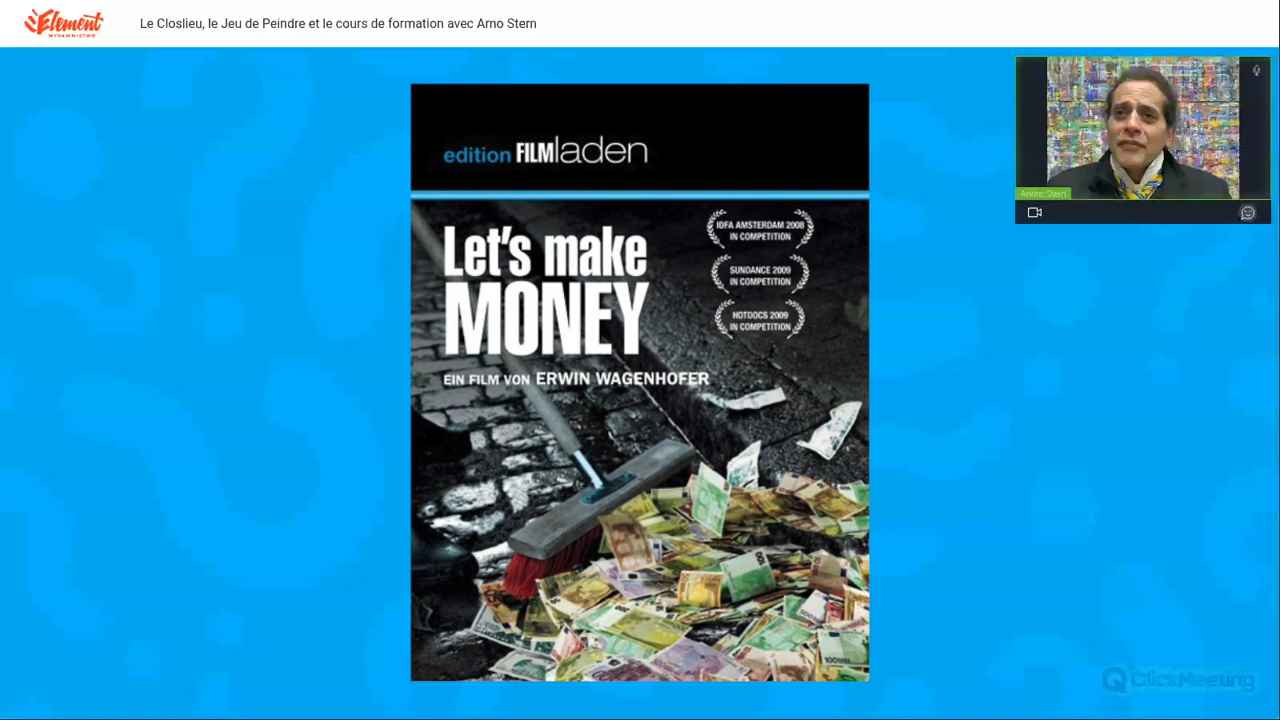 Element
WYDAWNICTWO
Le Closlieu, le Jeu de Peindre et le cours de formation avec Arno Stern
edition FILMladen
Let's make
MONEY
EIN FILM VON ERWIN WAGENHOFER
IDFA AMSTERDAM 2008
IN COMPETITION
SUNDANCE 2009
IN COMPETITION
HOTDOCS 2009
IN COMPETITION
André Stern
ClickMeeting